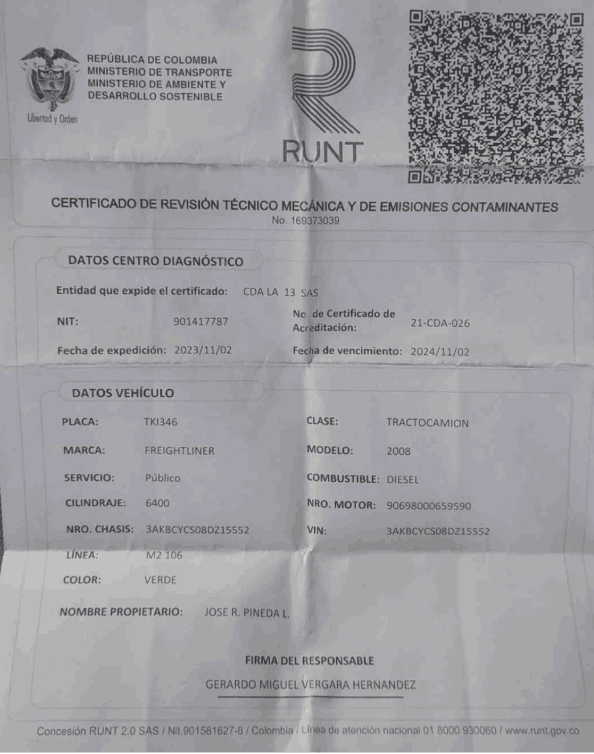 REPÚBLICA DE COLOMBIA
MINISTERIO DE TRANSPORTE
MINISTERIO DE AMBIENTE Y
DESARROLLO SOSTENIBLE
Libertad y Orden
RUNT
CERTIFICADO DE REVISIÓN TÉCNICO MECÁNICA Y DE EMISIONES CONTAMINANTES
No. 169373039
DATOS CENTRO DIAGNÓSTICO
Entidad que expide el certificado: CDA LA 13 SAS
NIT: 901417787 No. de Certificado de Acreditación: 21-CDA-026
Fecha de expedición: 2023/11/02 Fecha de vencimiento: 2024/11/02
DATOS VEHÍCULO
PLACA: TKI346 CLASE: TRACTOCAMION
MARCA: FREIGHTLINER MODELO: 2008
SERVICIO: Público COMBUSTIBLE: DIESEL
CILINDRAJE: 6400 NRO. MOTOR: 90698000659590
NRO. CHASIS: 3AKBCYCS08DZ15552 VIN: 3AKBCYCS08DZ15552
LÍNEA: M2 106
COLOR: VERDE
NOMBRE PROPIETARIO: JOSE R. PINEDA L.
FIRMA DEL RESPONSABLE
GERARDO MIGUEL VERGARA HERNANDEZ
Concesión RUNT 2.0 SAS / Nit.901581627-8 / Colombia / Línea de atención nacional 01 8000 930060 / www.runt.gov.co